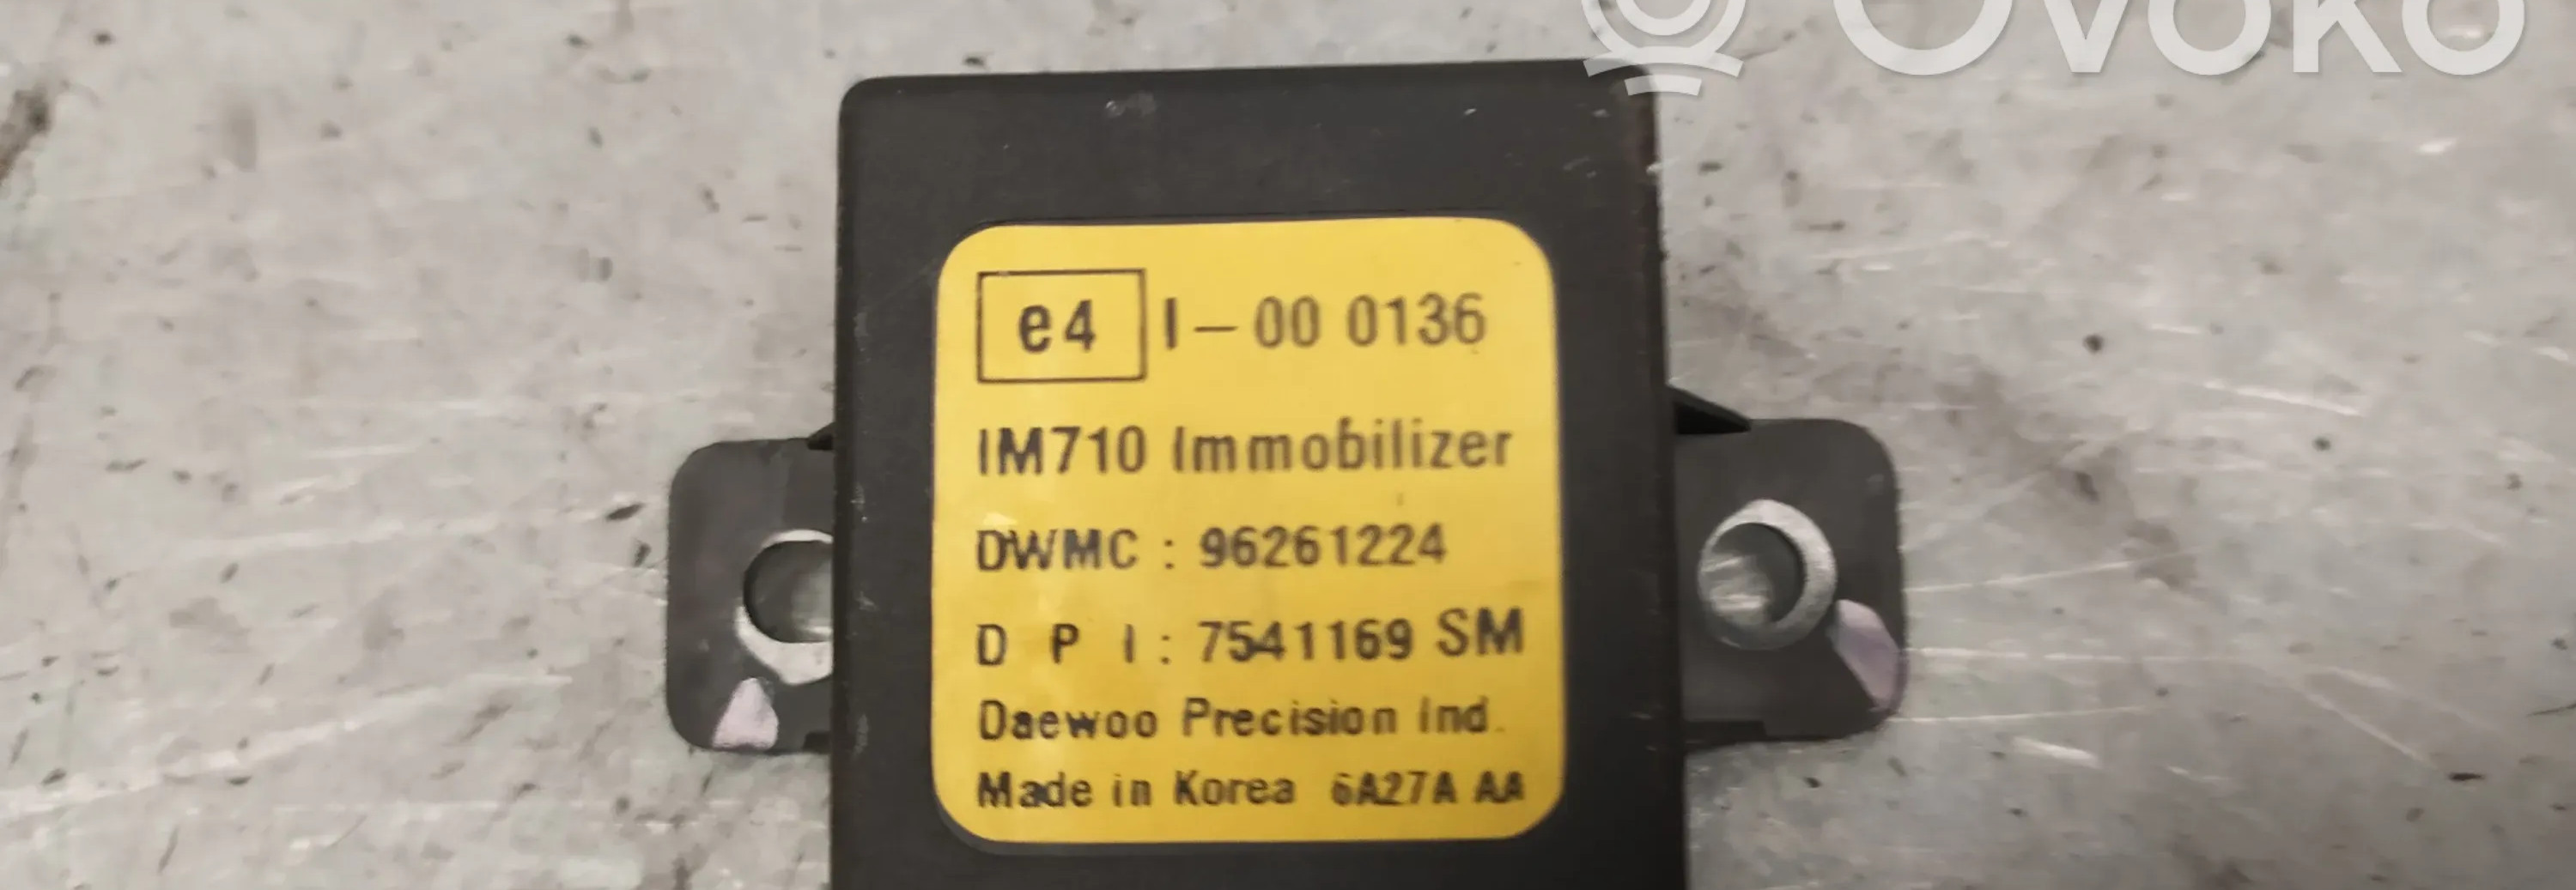 OVOKO
e4 I-00 0136
IM710 Immobilizer
DWMC : 96261224
D P I : 7541169 SM
Daewoo Precision Ind.
Made in Korea 6A27A AA